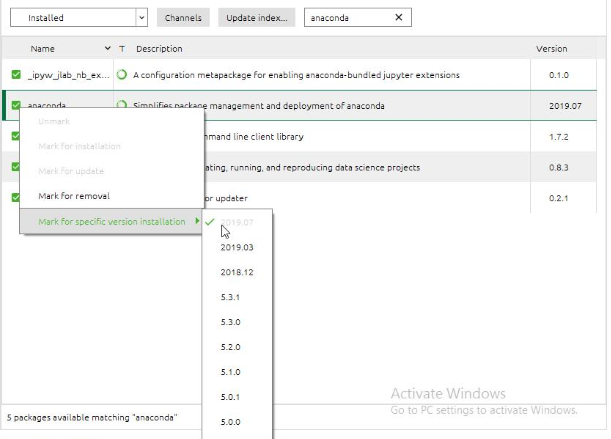 Installed Channels Update index... anaconda
Name T Description Version
_ipyw_jlab_nb_ex... A configuration metapackage for enabling anaconda-bundled jupyter extensions 0.1.0
anaconda Simplifies package management and deployment of anaconda 2019.07
Unmark
Mark for installation mmand line client library 1.7.2
Mark for update ating, running, and reproducing data science projects 0.8.3
Mark for removal or updater 0.2.1
Mark for specific version installation 2019.07
2019.03
2018.12
5.3.1
5.3.0
5.2.0
5.1.0
5.0.1
5.0.0
Activate Windows
Go to PC settings to activate Windows.
5 packages available matching "anaconda"